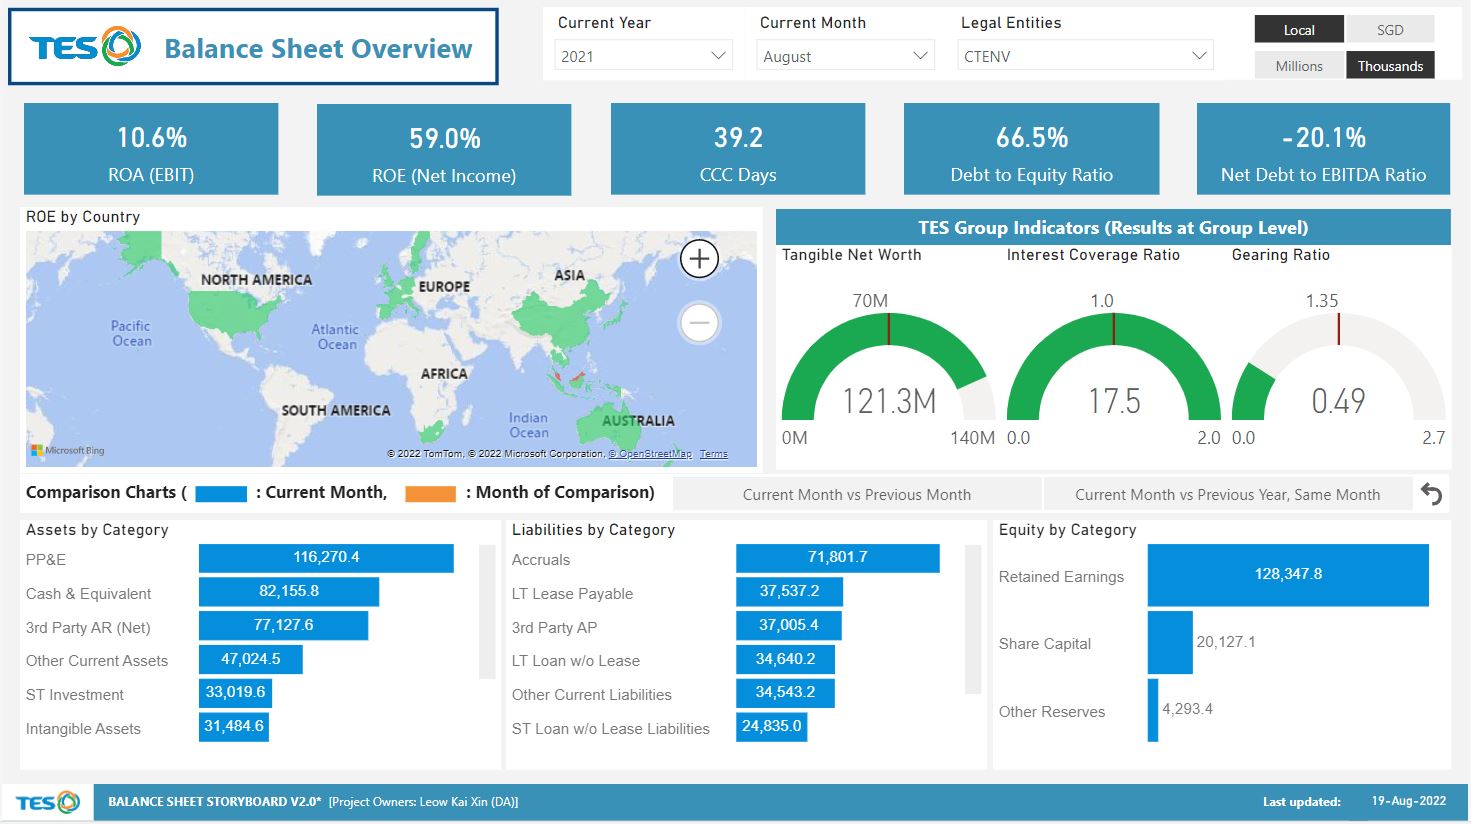 TES
Balance Sheet Overview
Current Year
2021
Current Month
August
Legal Entities
CTENV
Local
SGD
Millions
Thousands
10.6%
ROA (EBIT)
59.0%
ROE (Net Income)
39.2
CCC Days
66.5%
Debt to Equity Ratio
-20.1%
Net Debt to EBITDA Ratio
ROE by Country
NORTH AMERICA
EUROPE
ASIA
Pacific
Ocean
Atlantic
Ocean
AFRICA
SOUTH AMERICA
Indian
Ocean
AUSTRALIA
Microsoft Bing
© 2022 TomTom, © 2022 Microsoft Corporation, © OpenStreetMap Terms
TES Group Indicators (Results at Group Level)
Tangible Net Worth
70M
121.3M
0M
140M
Interest Coverage Ratio
1.0
17.5
0.0
2.0
Gearing Ratio
1.35
0.49
0.0
2.7
Comparison Charts ( : Current Month, : Month of Comparison)
Current Month vs Previous Month
Current Month vs Previous Year, Same Month
Assets by Category
PP&E 116,270.4
Cash & Equivalent 82,155.8
3rd Party AR (Net) 77,127.6
Other Current Assets 47,024.5
ST Investment 33,019.6
Intangible Assets 31,484.6
Liabilities by Category
Accruals 71,801.7
LT Lease Payable 37,537.2
3rd Party AP 37,005.4
LT Loan w/o Lease 34,640.2
Other Current Liabilities 34,543.2
ST Loan w/o Lease Liabilities 24,835.0
Equity by Category
Retained Earnings 128,347.8
Share Capital 20,127.1
Other Reserves 4,293.4
TES
BALANCE SHEET STORYBOARD V2.0* [Project Owners: Leow Kai Xin (DA)]
Last updated: 19-Aug-2022